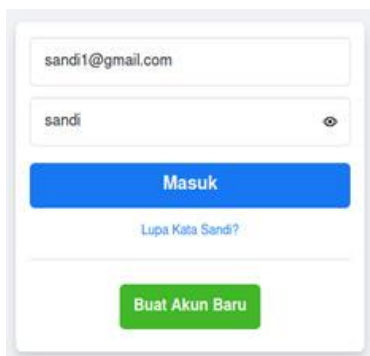 sandi1@gmail.com
sandi
Masuk
Lupa Kata Sandi?
Buat Akun Baru